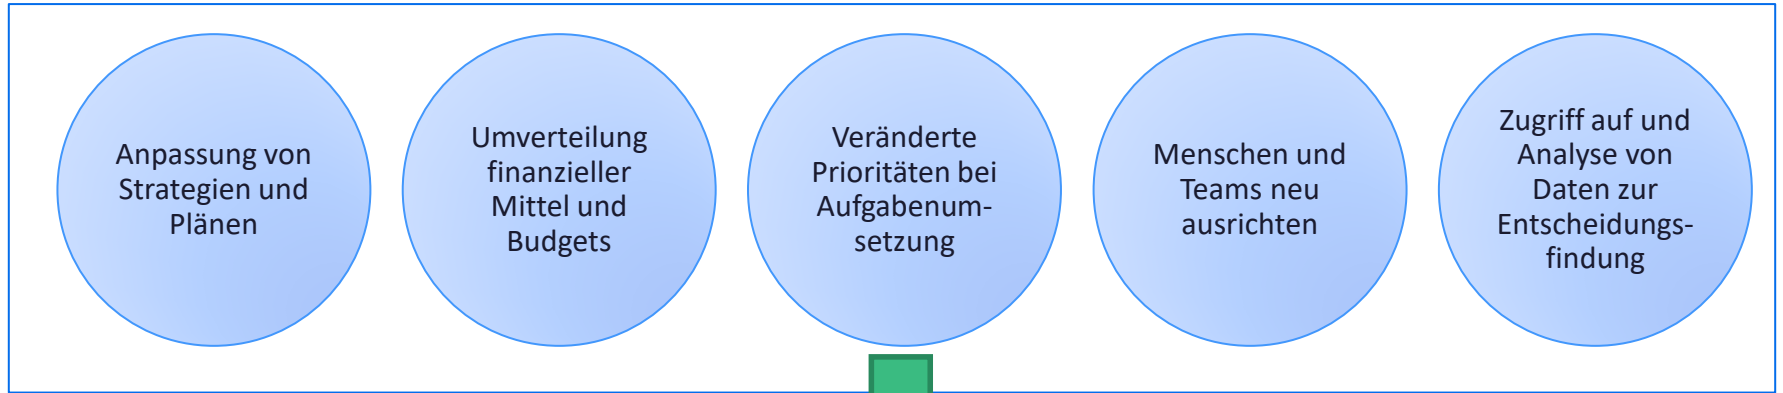 Anpassung von
Strategien und
Plänen
Umverteilung
finanzieller
Mittel und
Budgets
Veränderte
Prioritäten bei
Aufgabenum-
setzung
Menschen und
Teams neu
ausrichten
Zugriff auf und
Analyse von
Daten zur
Entscheidungs-
findung